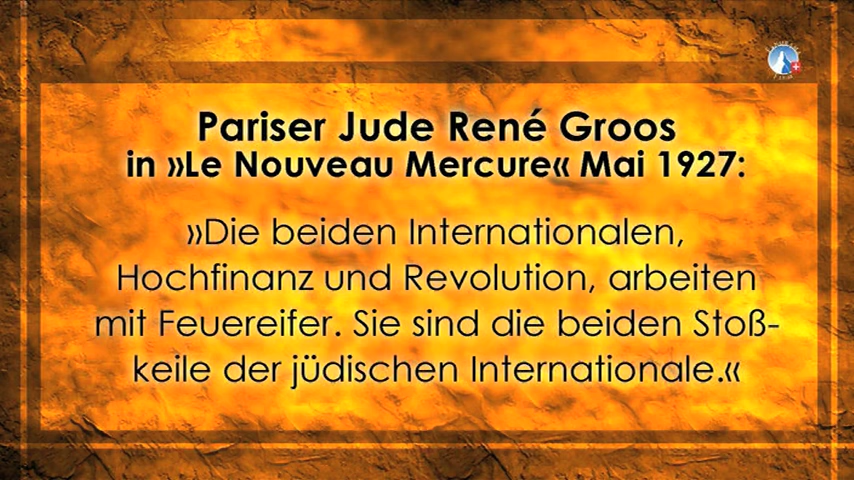 Pariser Jude René Groos
in »Le Nouveau Mercure« Mai 1927:
»Die beiden Internationalen,
Hochfinanz und Revolution, arbeiten
mit Feuereifer. Sie sind die beiden Stoß-
keile der jüdischen Internationale.«